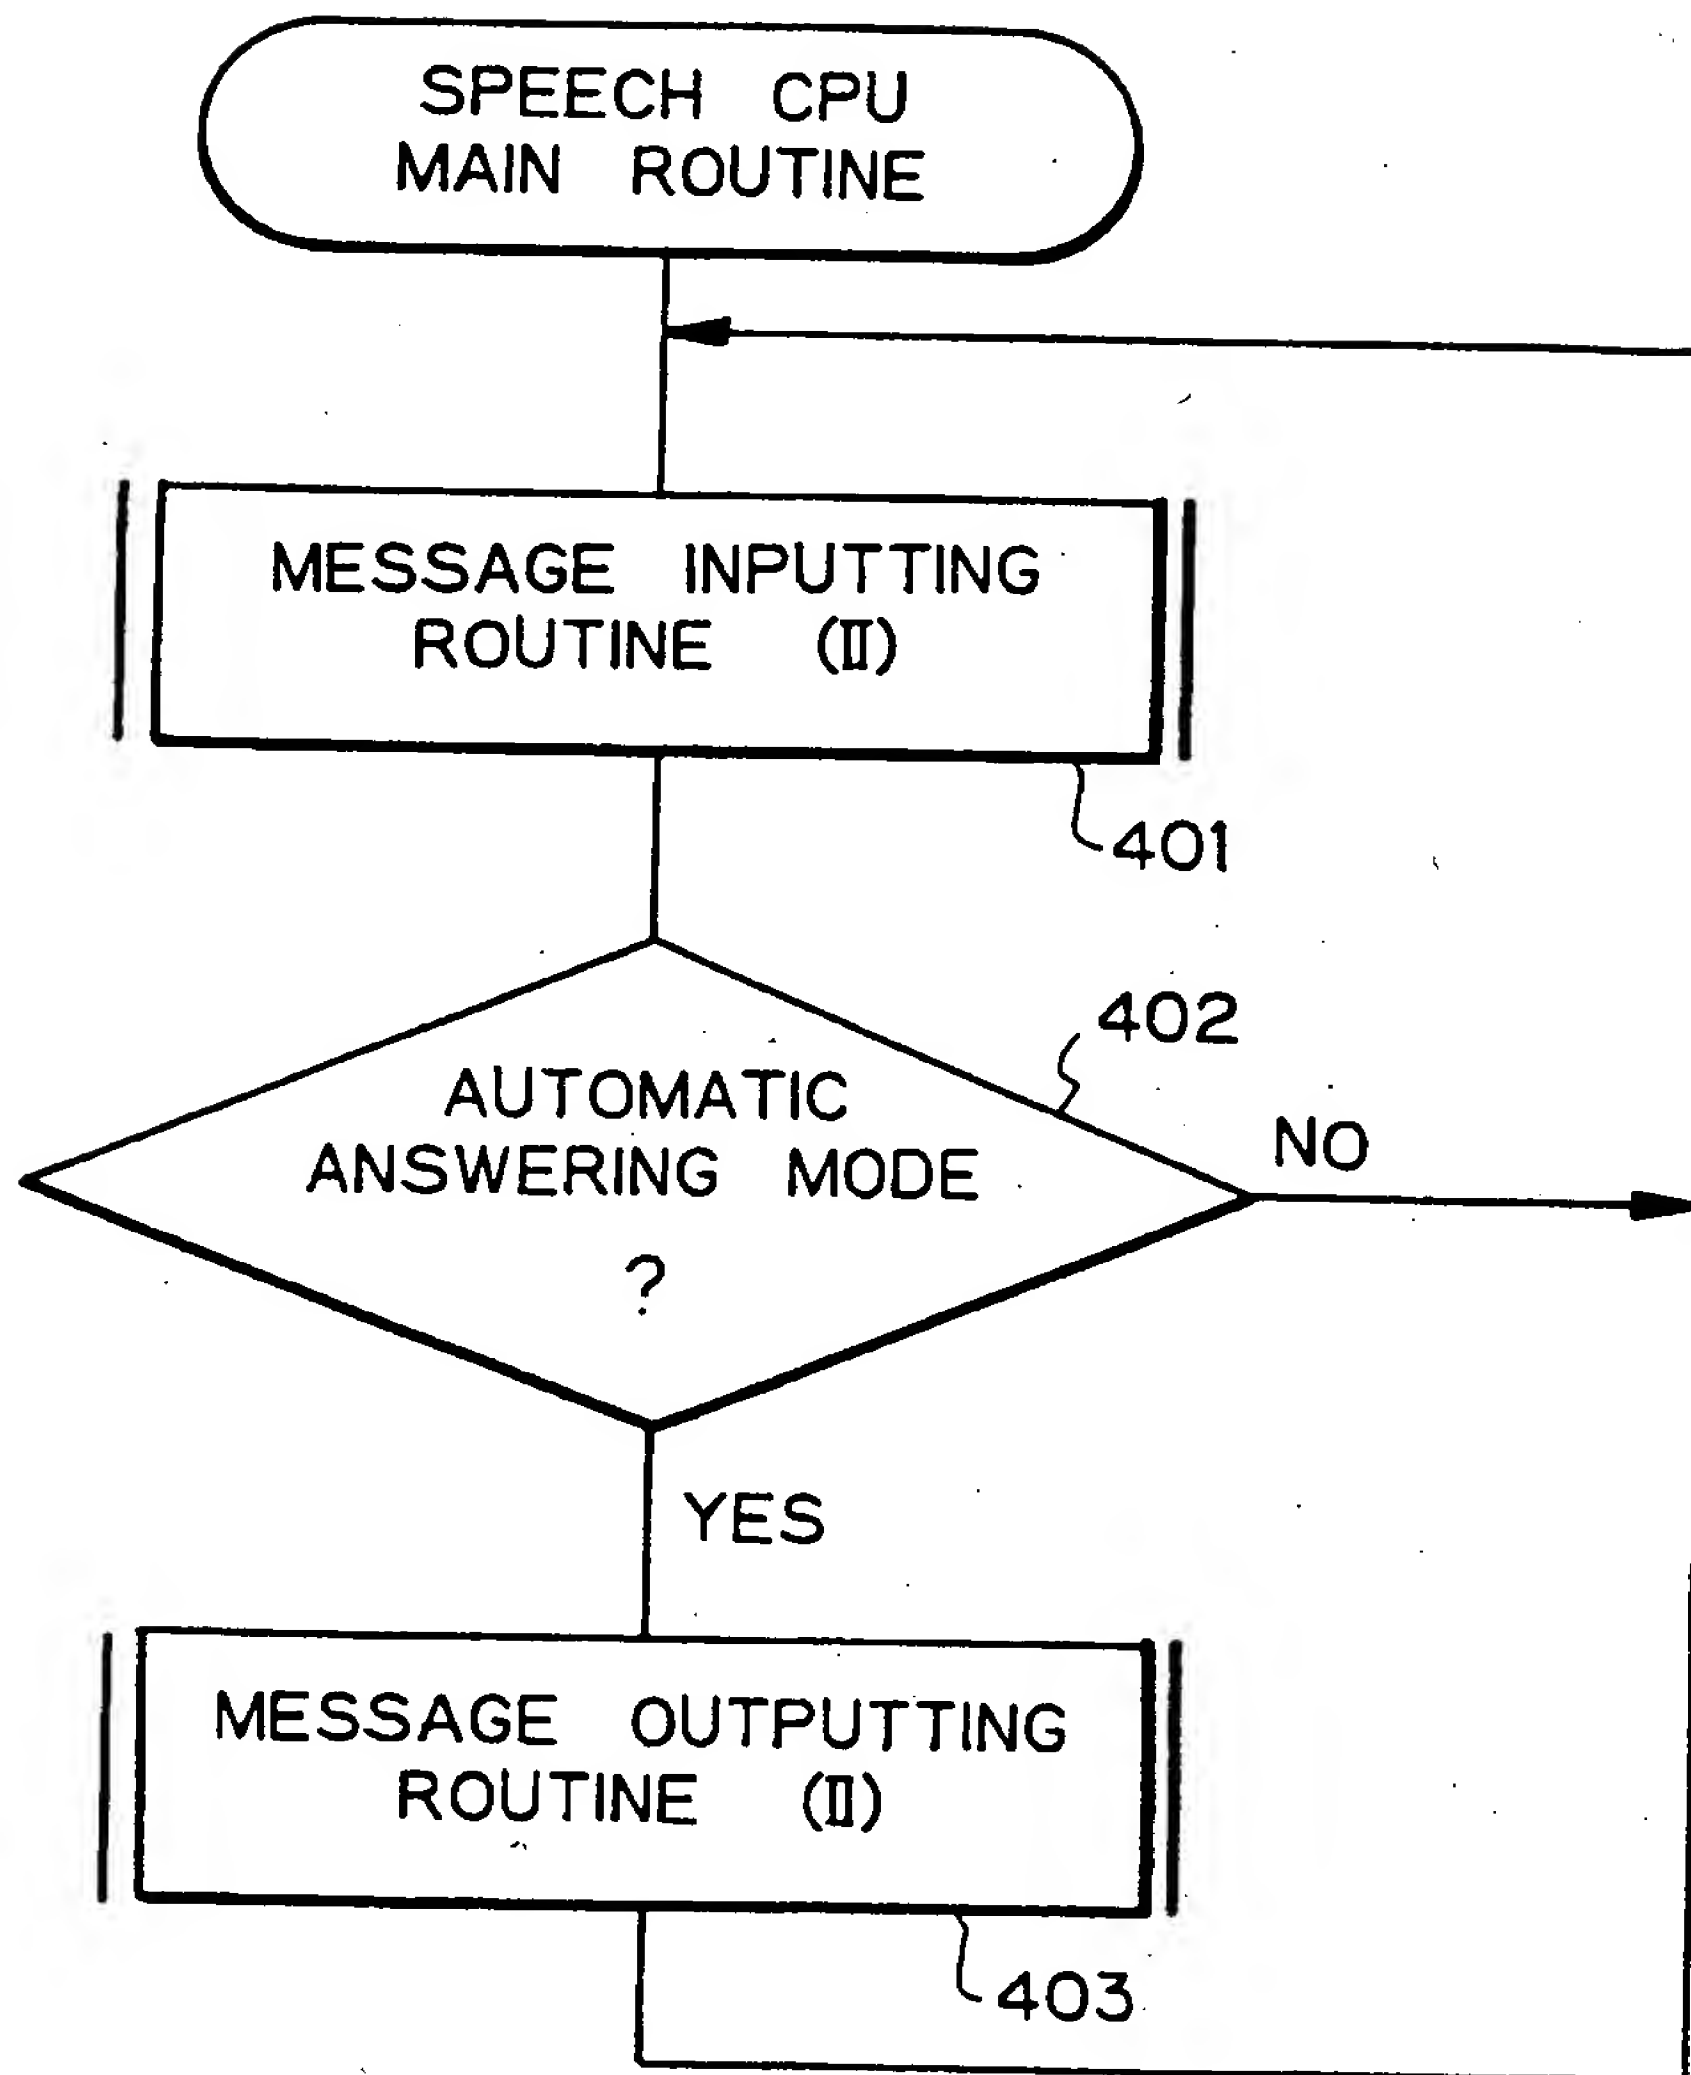 SPEECH CPU
MAIN ROUTINE
MESSAGE INPUTTING
ROUTINE (II)
401
402
AUTOMATIC
ANSWERING MODE
?
NO
YES
MESSAGE OUTPUTTING
ROUTINE (II)
403